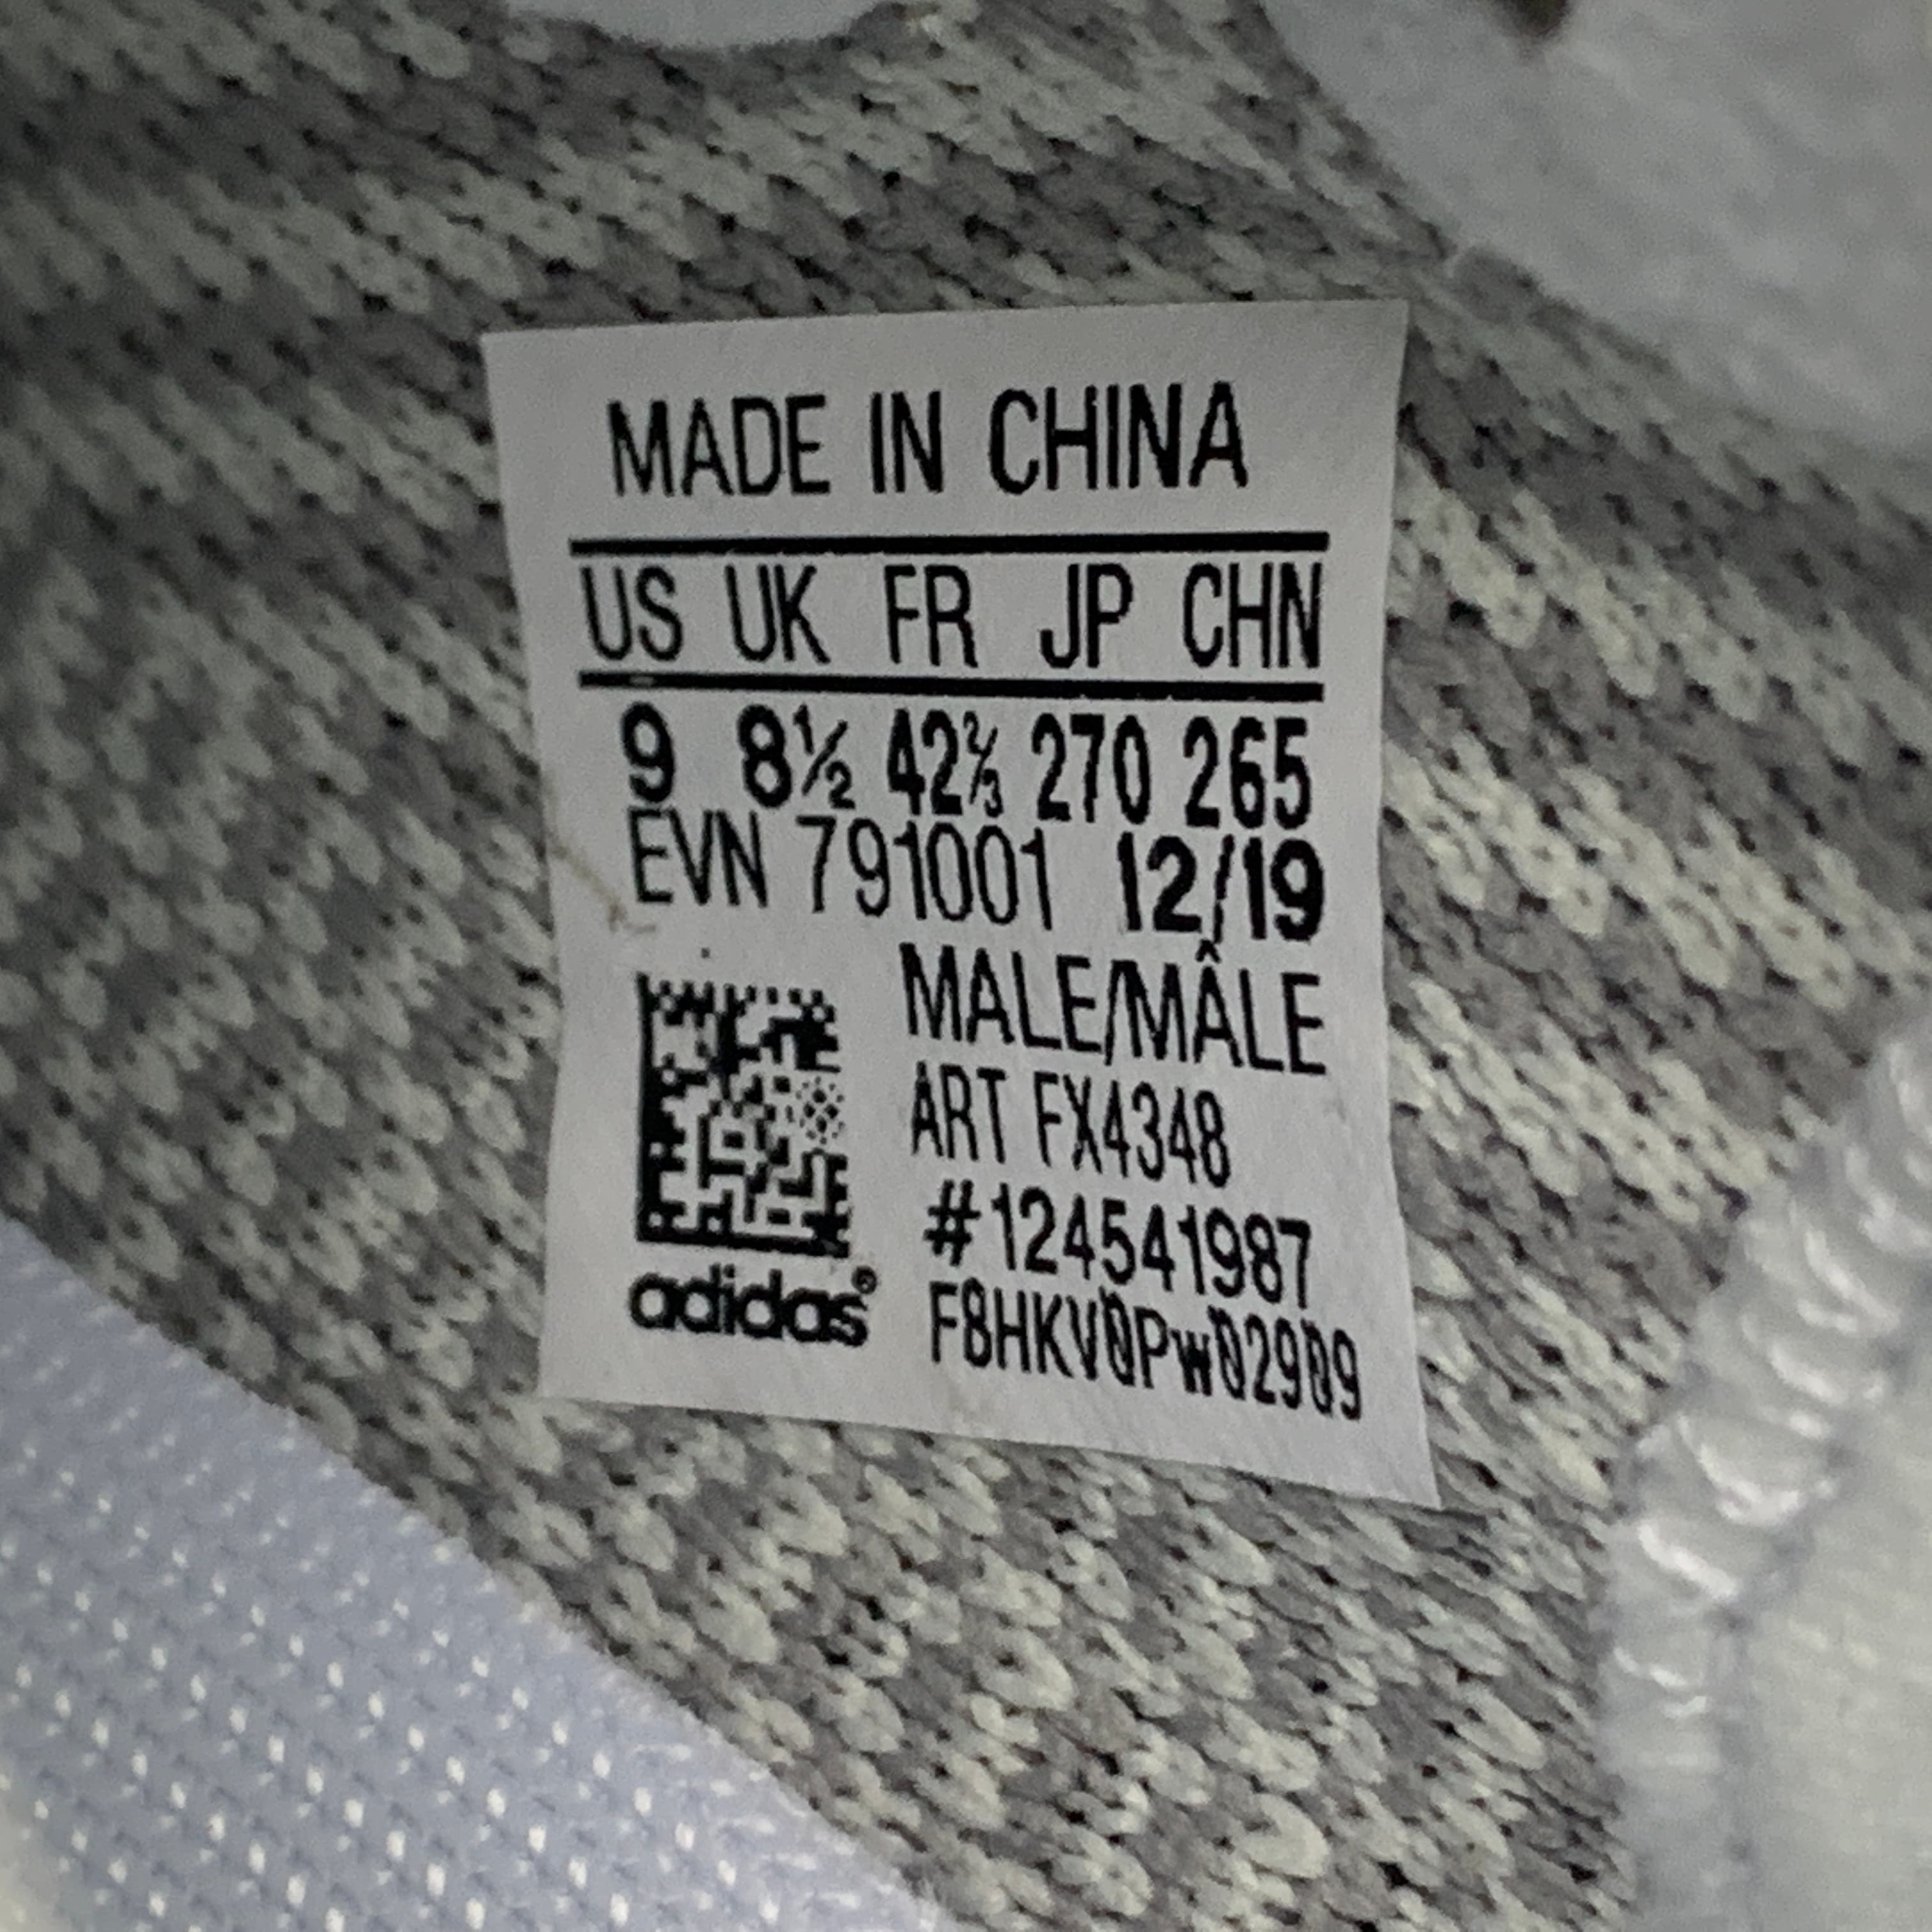 MADE IN CHINA
US UK FR JP CHN
9 8½ 42⅔ 270 265
EVN 791001 12/19
MALE/MÂLE
ART FX4348
#124541987
F8HKV0Pw02909
adidas®